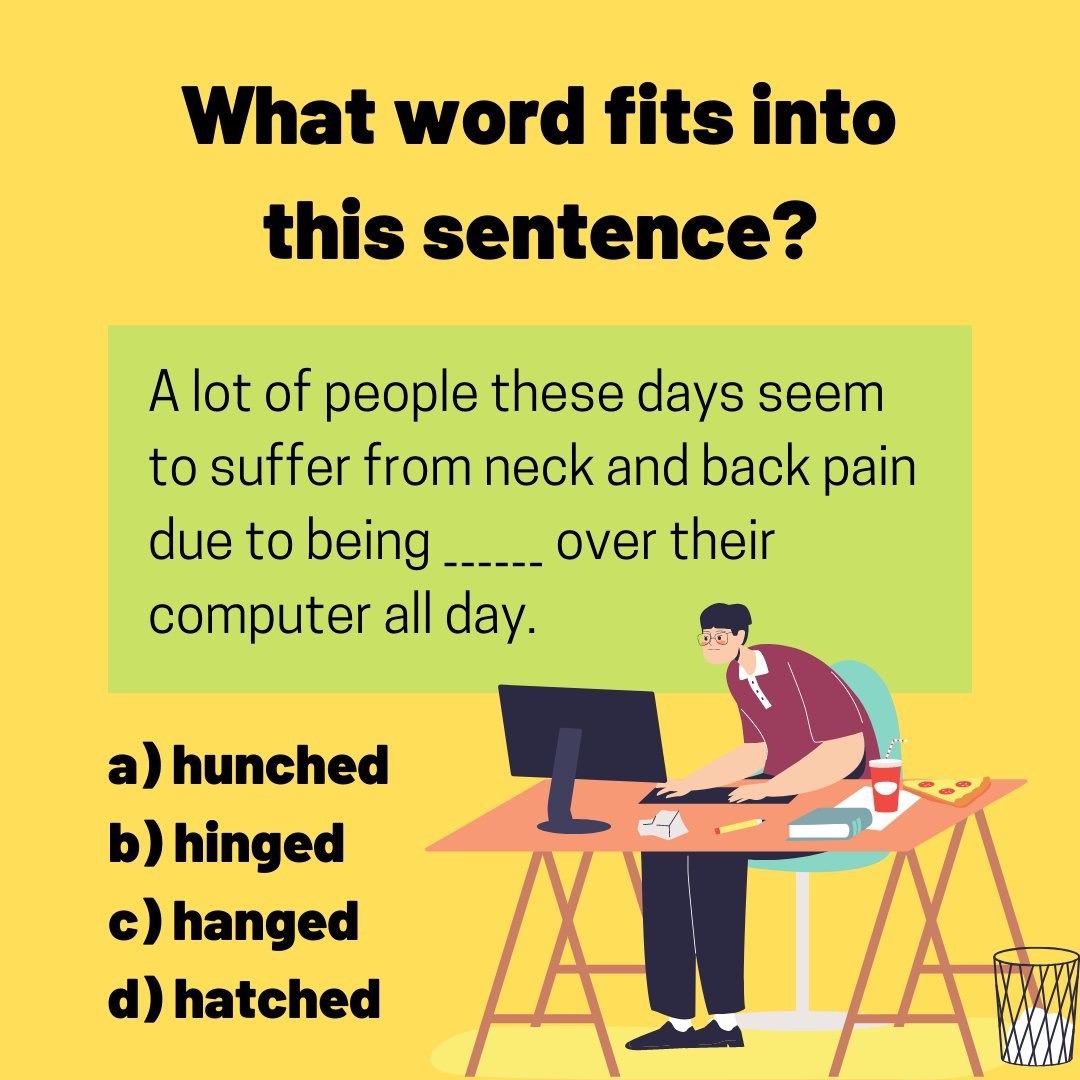 What word fits into
this sentence?
A lot of people these days seem
to suffer from neck and back pain
due to being ______ over their
computer all day.
a) hunched
b) hinged
c) hanged
d) hatched